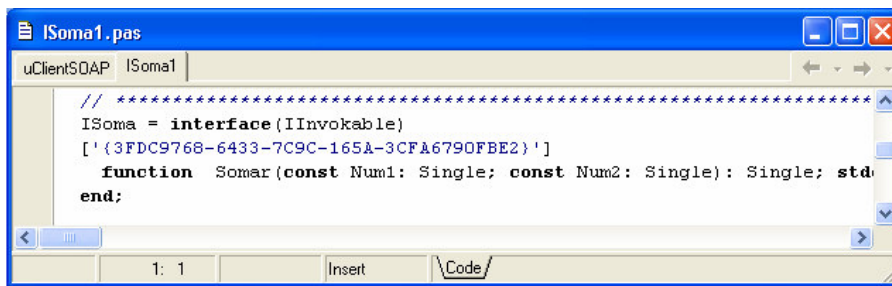 ISoma1.pas
uClientSOAP ISoma1
// ************************************************************************
ISoma = interface(IInvokable)
['{3FDC9768-6433-7C9C-165A-3CFA6790FBE2}']
function Somar(const Num1: Single; const Num2: Single): Single;
end;
1: 1 Insert \Code/